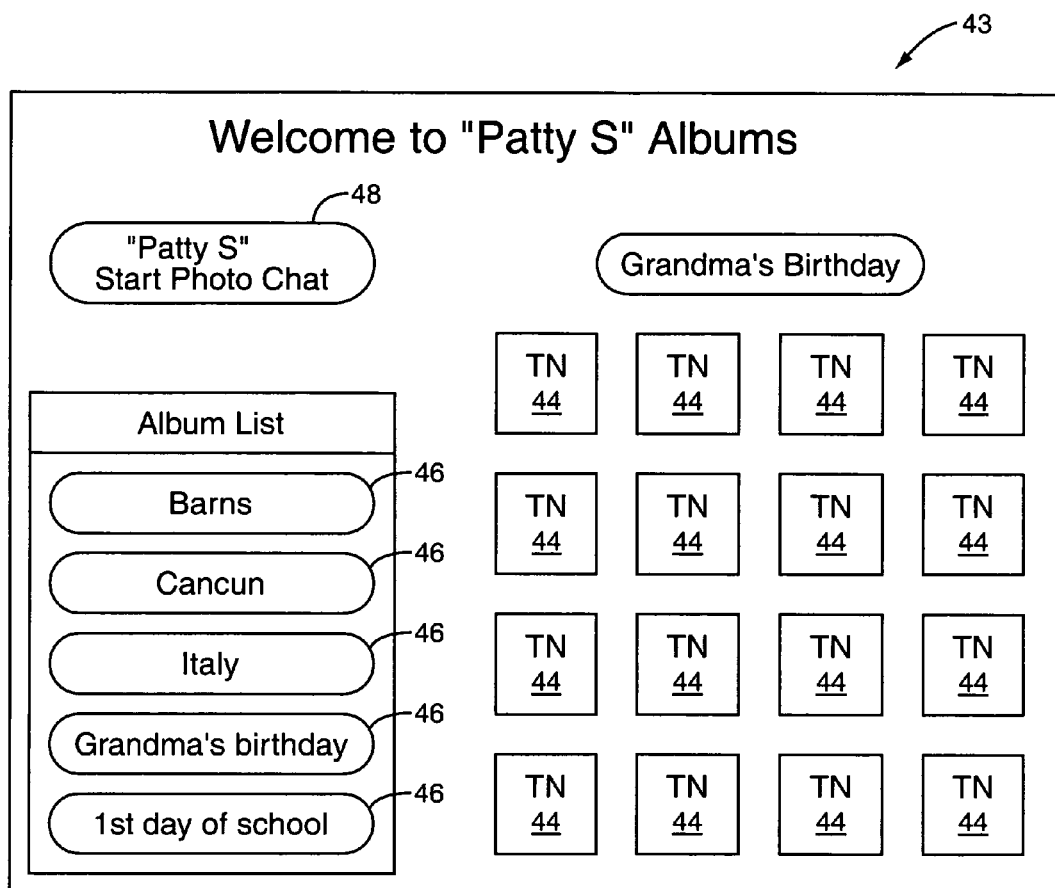 43
Welcome to "Patty S" Albums
48
"Patty S"
Start Photo Chat
Grandma's Birthday
Album List
Barns
46
Cancun
46
Italy
46
Grandma's birthday
46
1st day of school
46
TN TN TN TN
44 44 44 44
TN TN TN TN
44 44 44 44
TN TN TN TN
44 44 44 44
TN TN TN TN
44 44 44 44